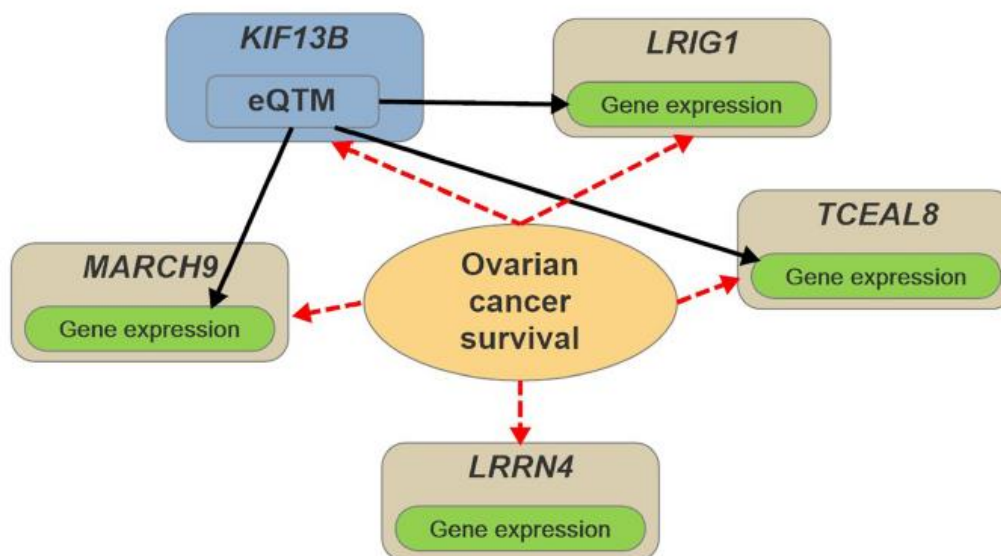 KIF13B
eQTM
LRIG1
Gene expression
TCEAL8
Gene expression
MARCH9
Gene expression
Ovarian
cancer
survival
LRRN4
Gene expression